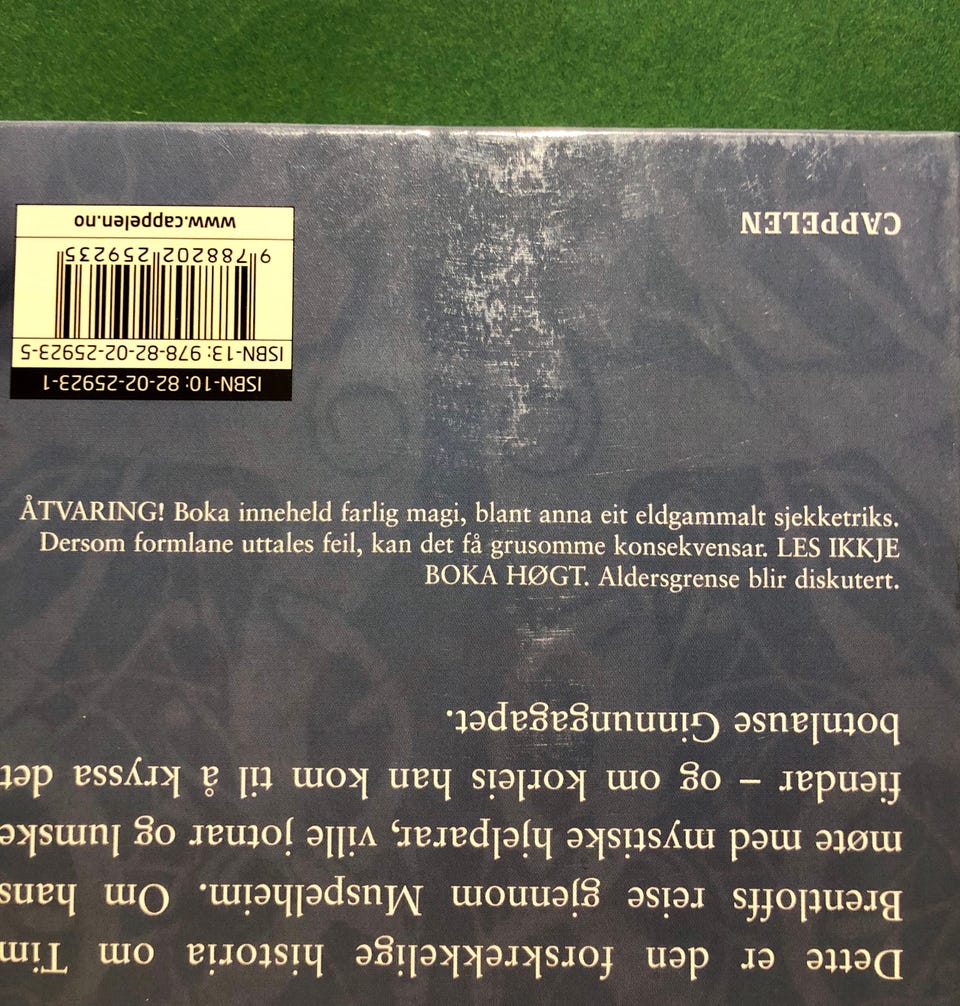 Dette er den forskrekkelige historia om Tim
Brentloffs reise gjennom Muspelheim. Om hans
møte med mystiske hjelparar, ville jotnar og lumske
fiendar – og om korleis han kom til å kryssa det
botnlause Ginnungagapet.
ÅTVARING! Boka inneheld farlig magi, blant anna eit eldgammalt sjekketriks.
Dersom formlane uttales feil, kan det få grusomme konsekvensar. LES IKKJE
BOKA HØGT. Aldersgrense blir diskutert.
ISBN-10: 82-02-25923-1
ISBN-13: 978-82-02-25923-5
9 788202 259235
www.cappelen.no
CAPPELEN